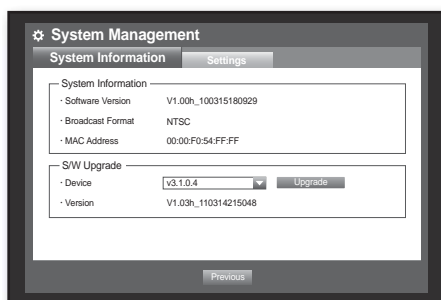 System Management
System Information
Settings
System Information
· Software Version V1.00h_100315180929
· Broadcast Format NTSC
· MAC Address 00:00:F0:54:FF:FF
S/W Upgrade
· Device v3.1.0.4 Upgrade
· Version V1.03h_110314215048
Previous